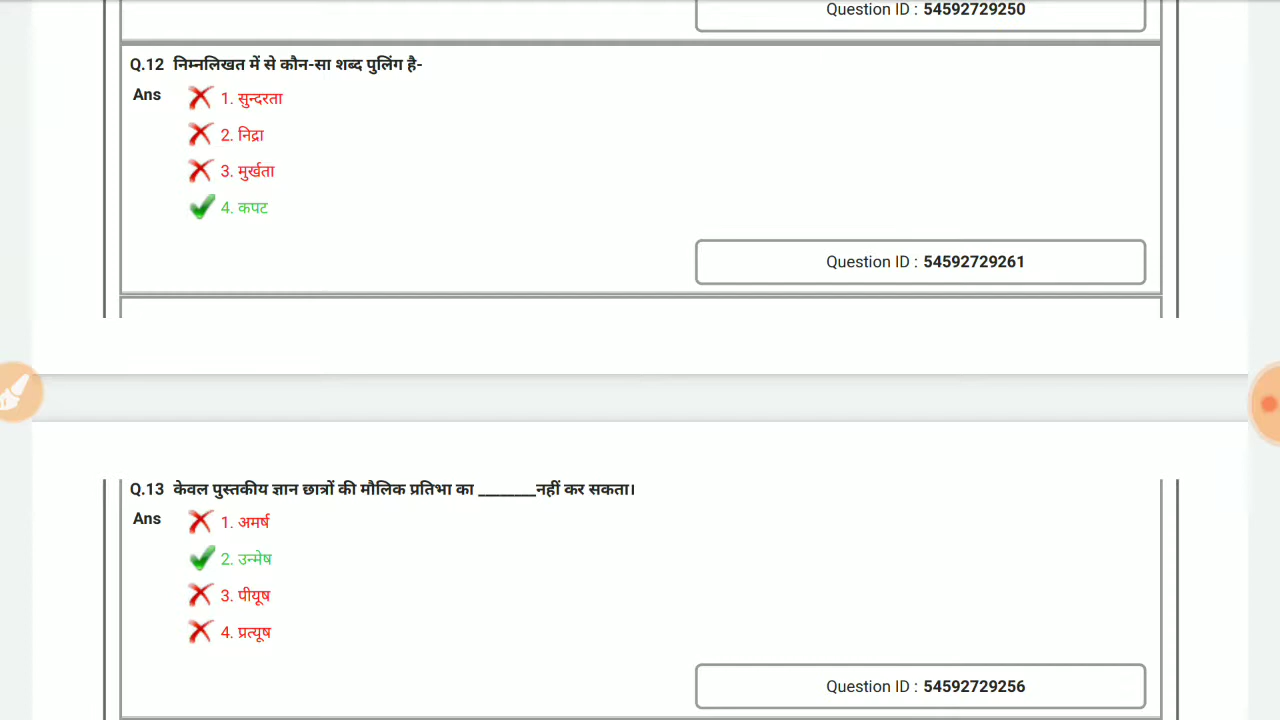 Question ID : 54592729250
Q.12 निम्नलिखत में से कौन-सा शब्द पुलिंग है-
Ans 1. सुन्दरता
2. निद्रा
3. मुर्खता
4. कपट
Question ID : 54592729261
Q.13 केवल पुस्तकीय ज्ञान छात्रों की मौलिक प्रतिभा का ________नहीं कर सकता।
Ans 1. अमर्ष
2. उन्मेष
3. पीयूष
4. प्रत्यूष
Question ID : 54592729256